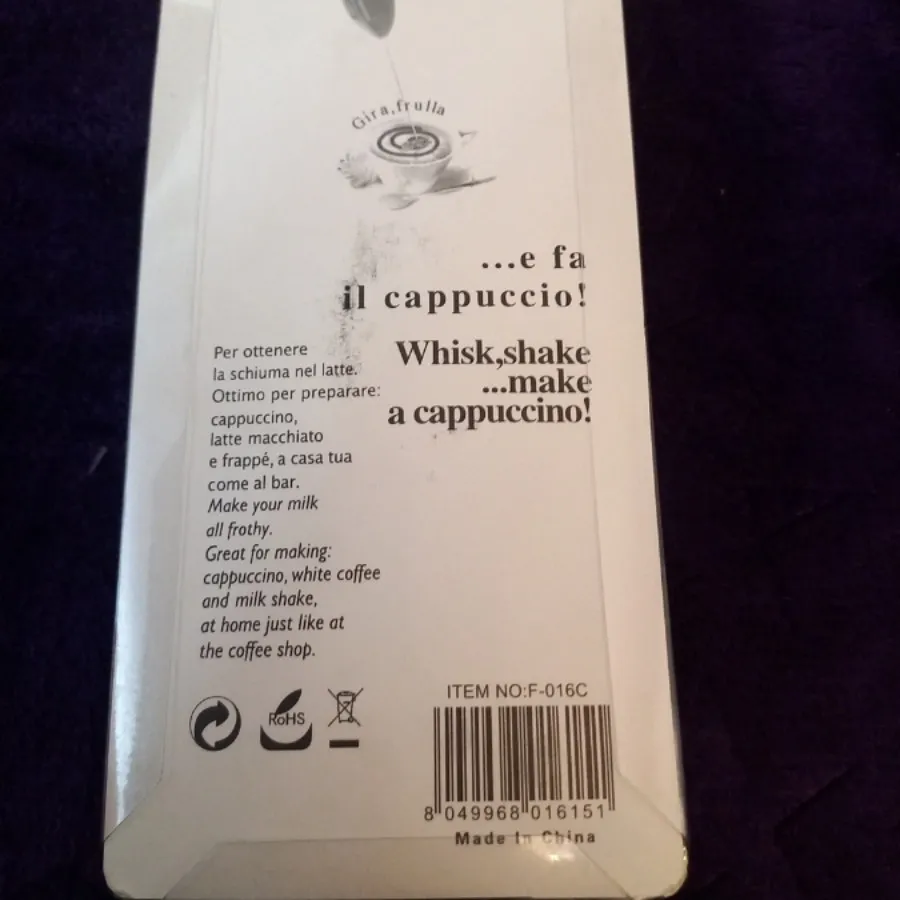 Gira,frulla
...e fa
il cappuccio!
Whisk,shake
...make
a cappuccino!
Per ottenere
la schiuma nel latte.
Ottimo per preparare:
cappuccino,
latte macchiato
e frappé, a casa tua
come al bar.
Make your milk
all frothy.
Great for making:
cappuccino, white coffee
and milk shake,
at home just like at
the coffee shop.
RoHS
ITEM NO:F-016C
8 049968 016151
Made In China